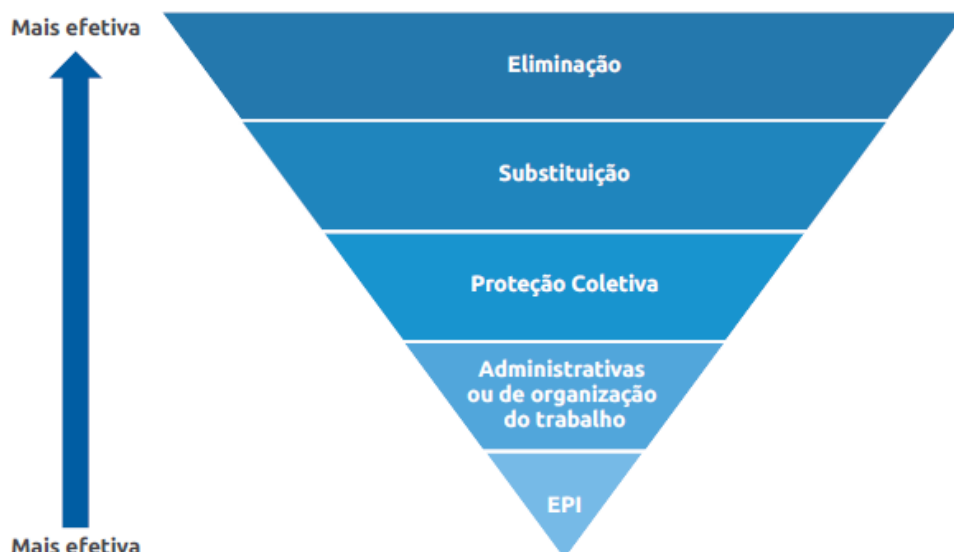 Mais efetiva
Eliminação
Substituição
Proteção Coletiva
Administrativas
ou de organização
do trabalho
EPI
Mais efetiva